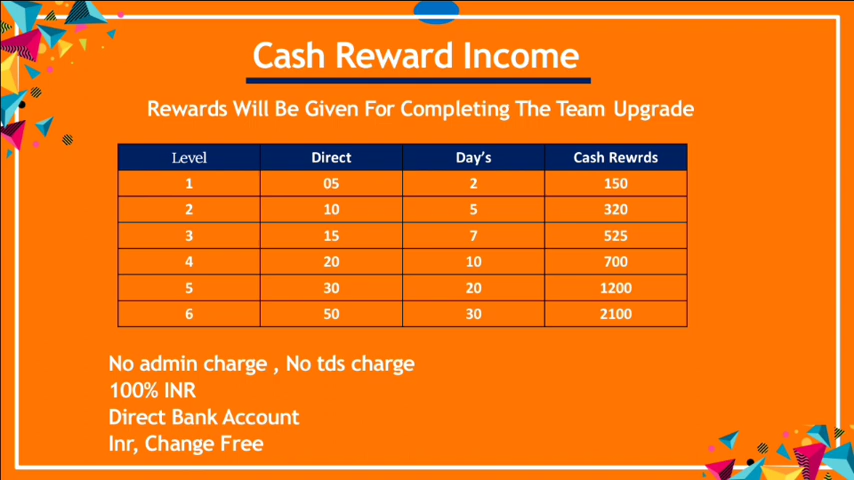 Cash Reward Income
Rewards Will Be Given For Completing The Team Upgrade
Level Direct Day's Cash Rewrds
1 05 2 150
2 10 5 320
3 15 7 525
4 20 10 700
5 30 20 1200
6 50 30 2100
No admin charge , No tds charge
100% INR
Direct Bank Account
Inr, Change Free